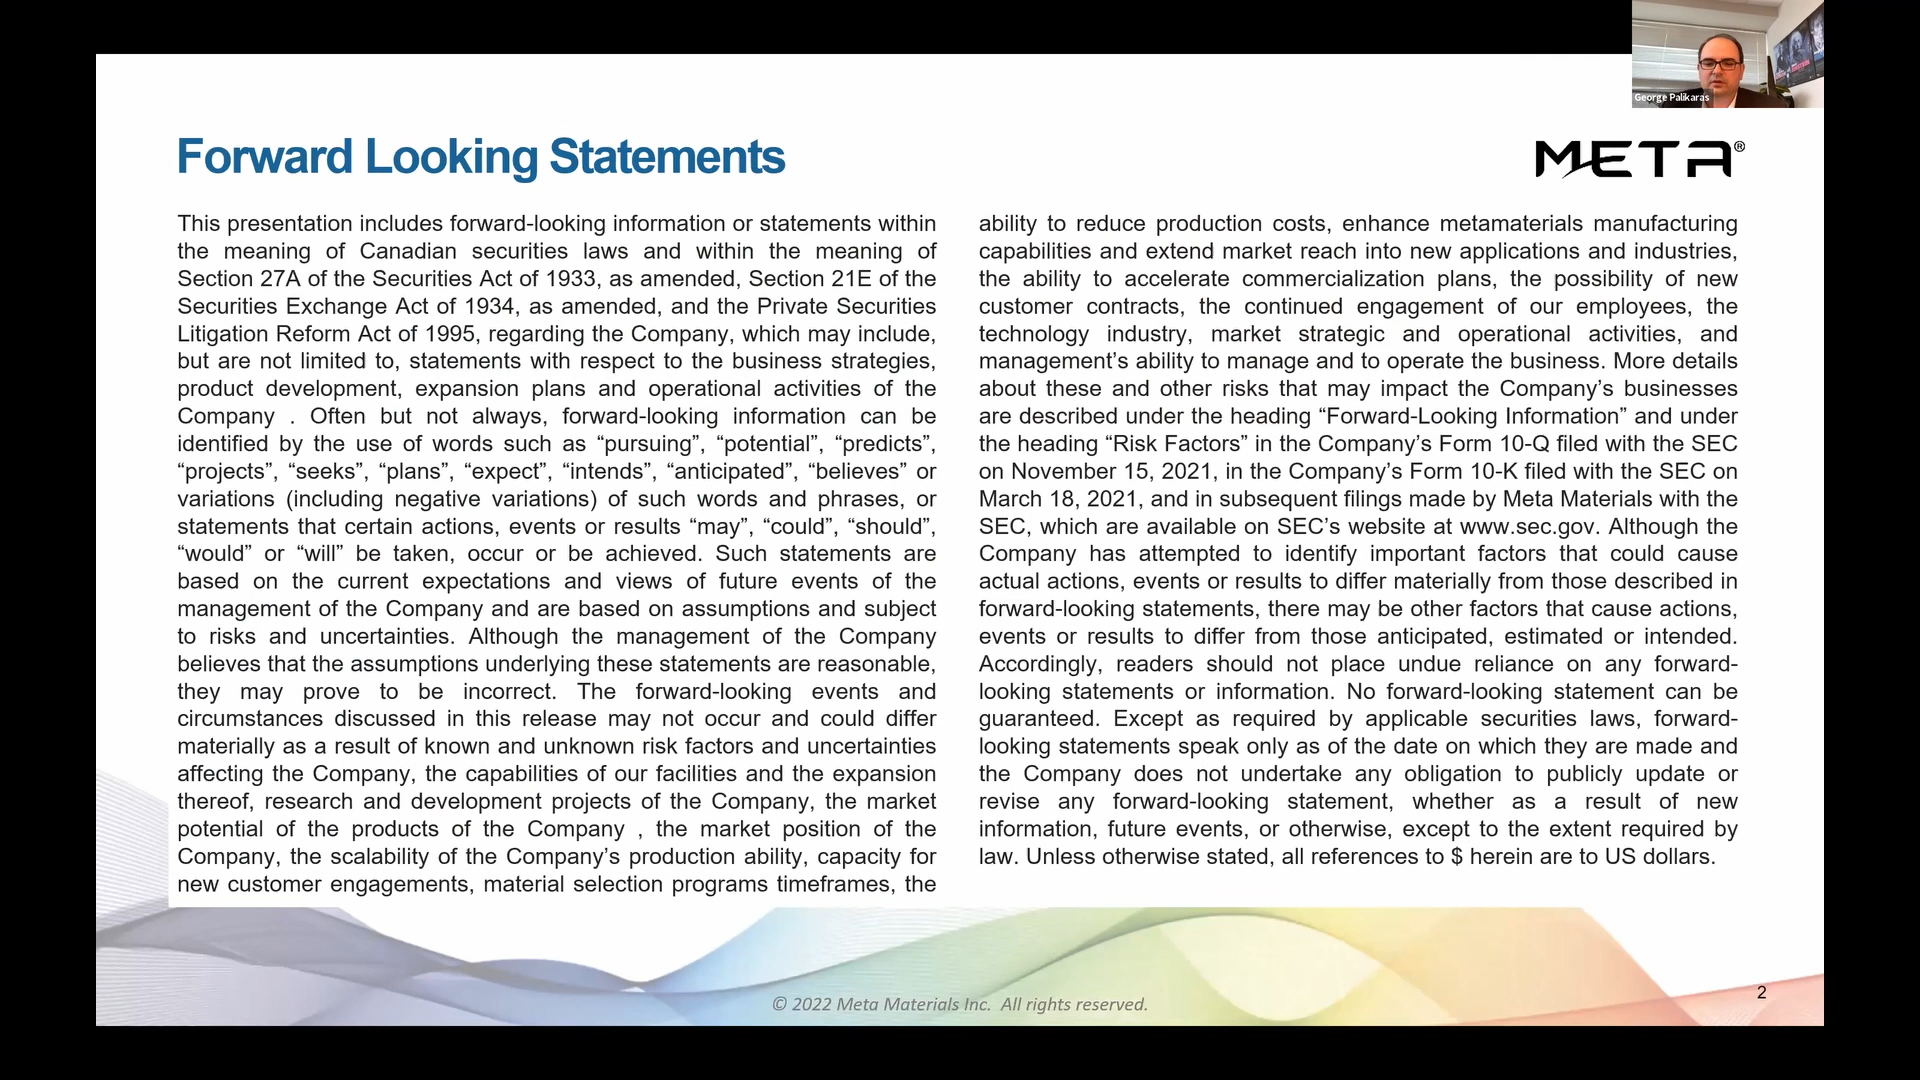 George Palikaras
Forward Looking Statements
META®
This presentation includes forward-looking information or statements within
the meaning of Canadian securities laws and within the meaning of
Section 27A of the Securities Act of 1933, as amended, Section 21E of the
Securities Exchange Act of 1934, as amended, and the Private Securities
Litigation Reform Act of 1995, regarding the Company, which may include,
but are not limited to, statements with respect to the business strategies,
product development, expansion plans and operational activities of the
Company . Often but not always, forward-looking information can be
identified by the use of words such as “pursuing”, “potential”, “predicts”,
“projects”, “seeks”, “plans”, “expect”, “intends”, “anticipated”, “believes” or
variations (including negative variations) of such words and phrases, or
statements that certain actions, events or results “may”, “could”, “should”,
“would” or “will” be taken, occur or be achieved. Such statements are
based on the current expectations and views of future events of the
management of the Company and are based on assumptions and subject
to risks and uncertainties. Although the management of the Company
believes that the assumptions underlying these statements are reasonable,
they may prove to be incorrect. The forward-looking events and
circumstances discussed in this release may not occur and could differ
materially as a result of known and unknown risk factors and uncertainties
affecting the Company, the capabilities of our facilities and the expansion
thereof, research and development projects of the Company, the market
potential of the products of the Company , the market position of the
Company, the scalability of the Company’s production ability, capacity for
new customer engagements, material selection programs timeframes, the
ability to reduce production costs, enhance metamaterials manufacturing
capabilities and extend market reach into new applications and industries,
the ability to accelerate commercialization plans, the possibility of new
customer contracts, the continued engagement of our employees, the
technology industry, market strategic and operational activities, and
management’s ability to manage and to operate the business. More details
about these and other risks that may impact the Company’s businesses
are described under the heading “Forward-Looking Information” and under
the heading “Risk Factors” in the Company’s Form 10-Q filed with the SEC
on November 15, 2021, in the Company’s Form 10-K filed with the SEC on
March 18, 2021, and in subsequent filings made by Meta Materials with the
SEC, which are available on SEC’s website at www.sec.gov. Although the
Company has attempted to identify important factors that could cause
actual actions, events or results to differ materially from those described in
forward-looking statements, there may be other factors that cause actions,
events or results to differ from those anticipated, estimated or intended.
Accordingly, readers should not place undue reliance on any forward-
looking statements or information. No forward-looking statement can be
guaranteed. Except as required by applicable securities laws, forward-
looking statements speak only as of the date on which they are made and
the Company does not undertake any obligation to publicly update or
revise any forward-looking statement, whether as a result of new
information, future events, or otherwise, except to the extent required by
law. Unless otherwise stated, all references to $ herein are to US dollars.
© 2022 Meta Materials Inc. All rights reserved.
2